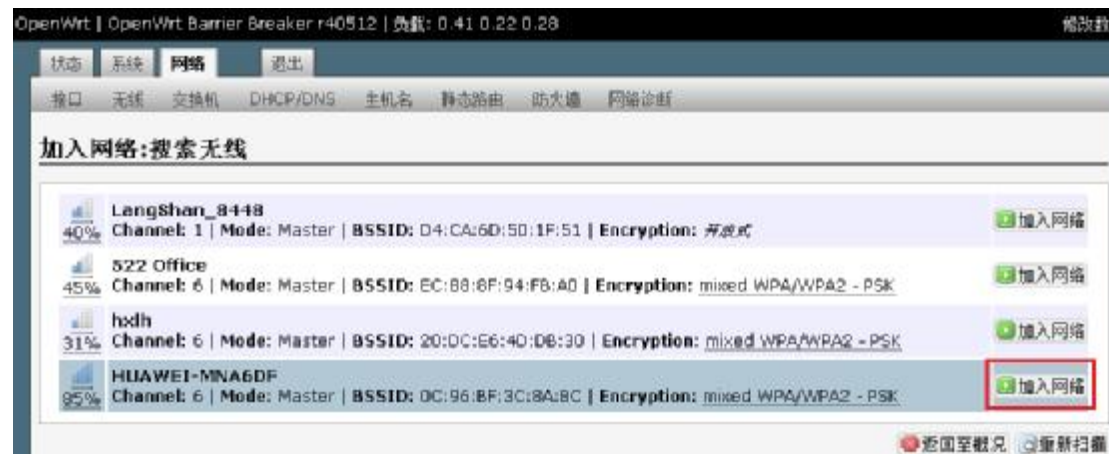 OpenWrt | OpenWrt Barrier Breaker r40512 | 负载: 0.41 0.22 0.28 修改数
状态 系统 网络 退出
接口 无线 交换机 DHCP/DNS 主机名 静态路由 防火墙 网络诊断
加入网络:搜索无线
LangShan_8448
40% Channel: 1 | Mode: Master | BSSID: D4:CA:6D:5D:1F:51 | Encryption: 开放式 加入网络
522 Office
45% Channel: 6 | Mode: Master | BSSID: EC:88:8F:94:F8:A0 | Encryption: mixed WPA/WPA2 - PSK 加入网络
hxdh
31% Channel: 6 | Mode: Master | BSSID: 20:DC:E6:4D:DB:30 | Encryption: mixed WPA/WPA2 - PSK 加入网络
HUAWEI-MNA6DF
95% Channel: 6 | Mode: Master | BSSID: 0C:96:BF:3C:8A:8C | Encryption: mixed WPA/WPA2 - PSK 加入网络
返回至概况 重新扫描